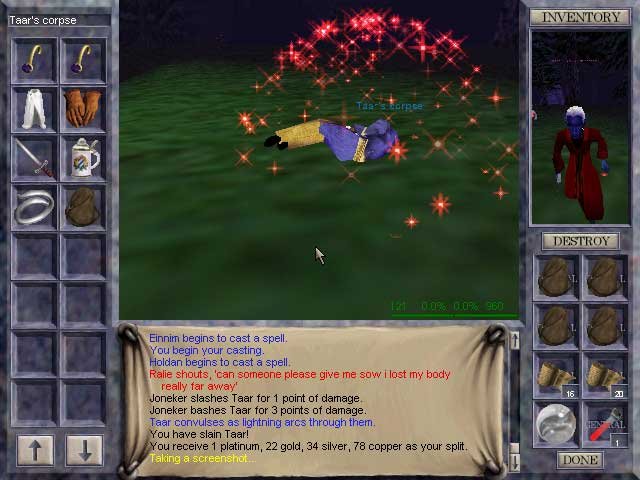 Taar's corpse
INVENTORY
Taar's corpse
DESTROY
121 0.0% 0.0% 960
16
20
1
DONE
Einnim begins to cast a spell.
You begin your casting.
Holdan begins to cast a spell.
Ralie shouts, 'can someone please give me sow i lost my body
really far away'
Joneker slashes Taar for 1 point of damage.
Joneker bashes Taar for 3 points of damage.
Taar convulses as lightning arcs through them.
You have slain Taar!
You receive 1 platinum, 22 gold, 34 silver, 78 copper as your split.
Taking a screenshot...